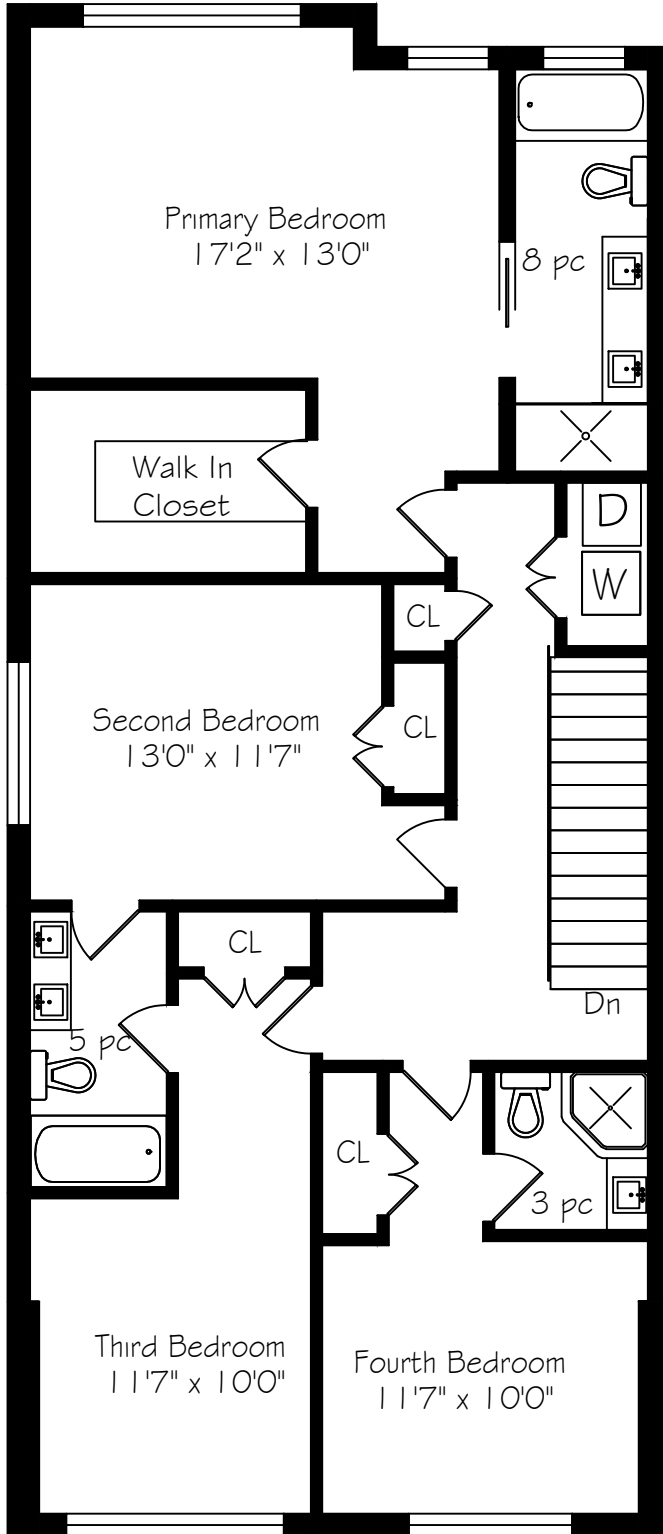 Primary Bedroom
17'2" x 13'0"
8 pc
Walk In
Closet
D
W
CL
Second Bedroom
13'0" x 11'7"
CL
CL
Dn
5 pc
CL
3 pc
Third Bedroom
11'7" x 10'0"
Fourth Bedroom
11'7" x 10'0"